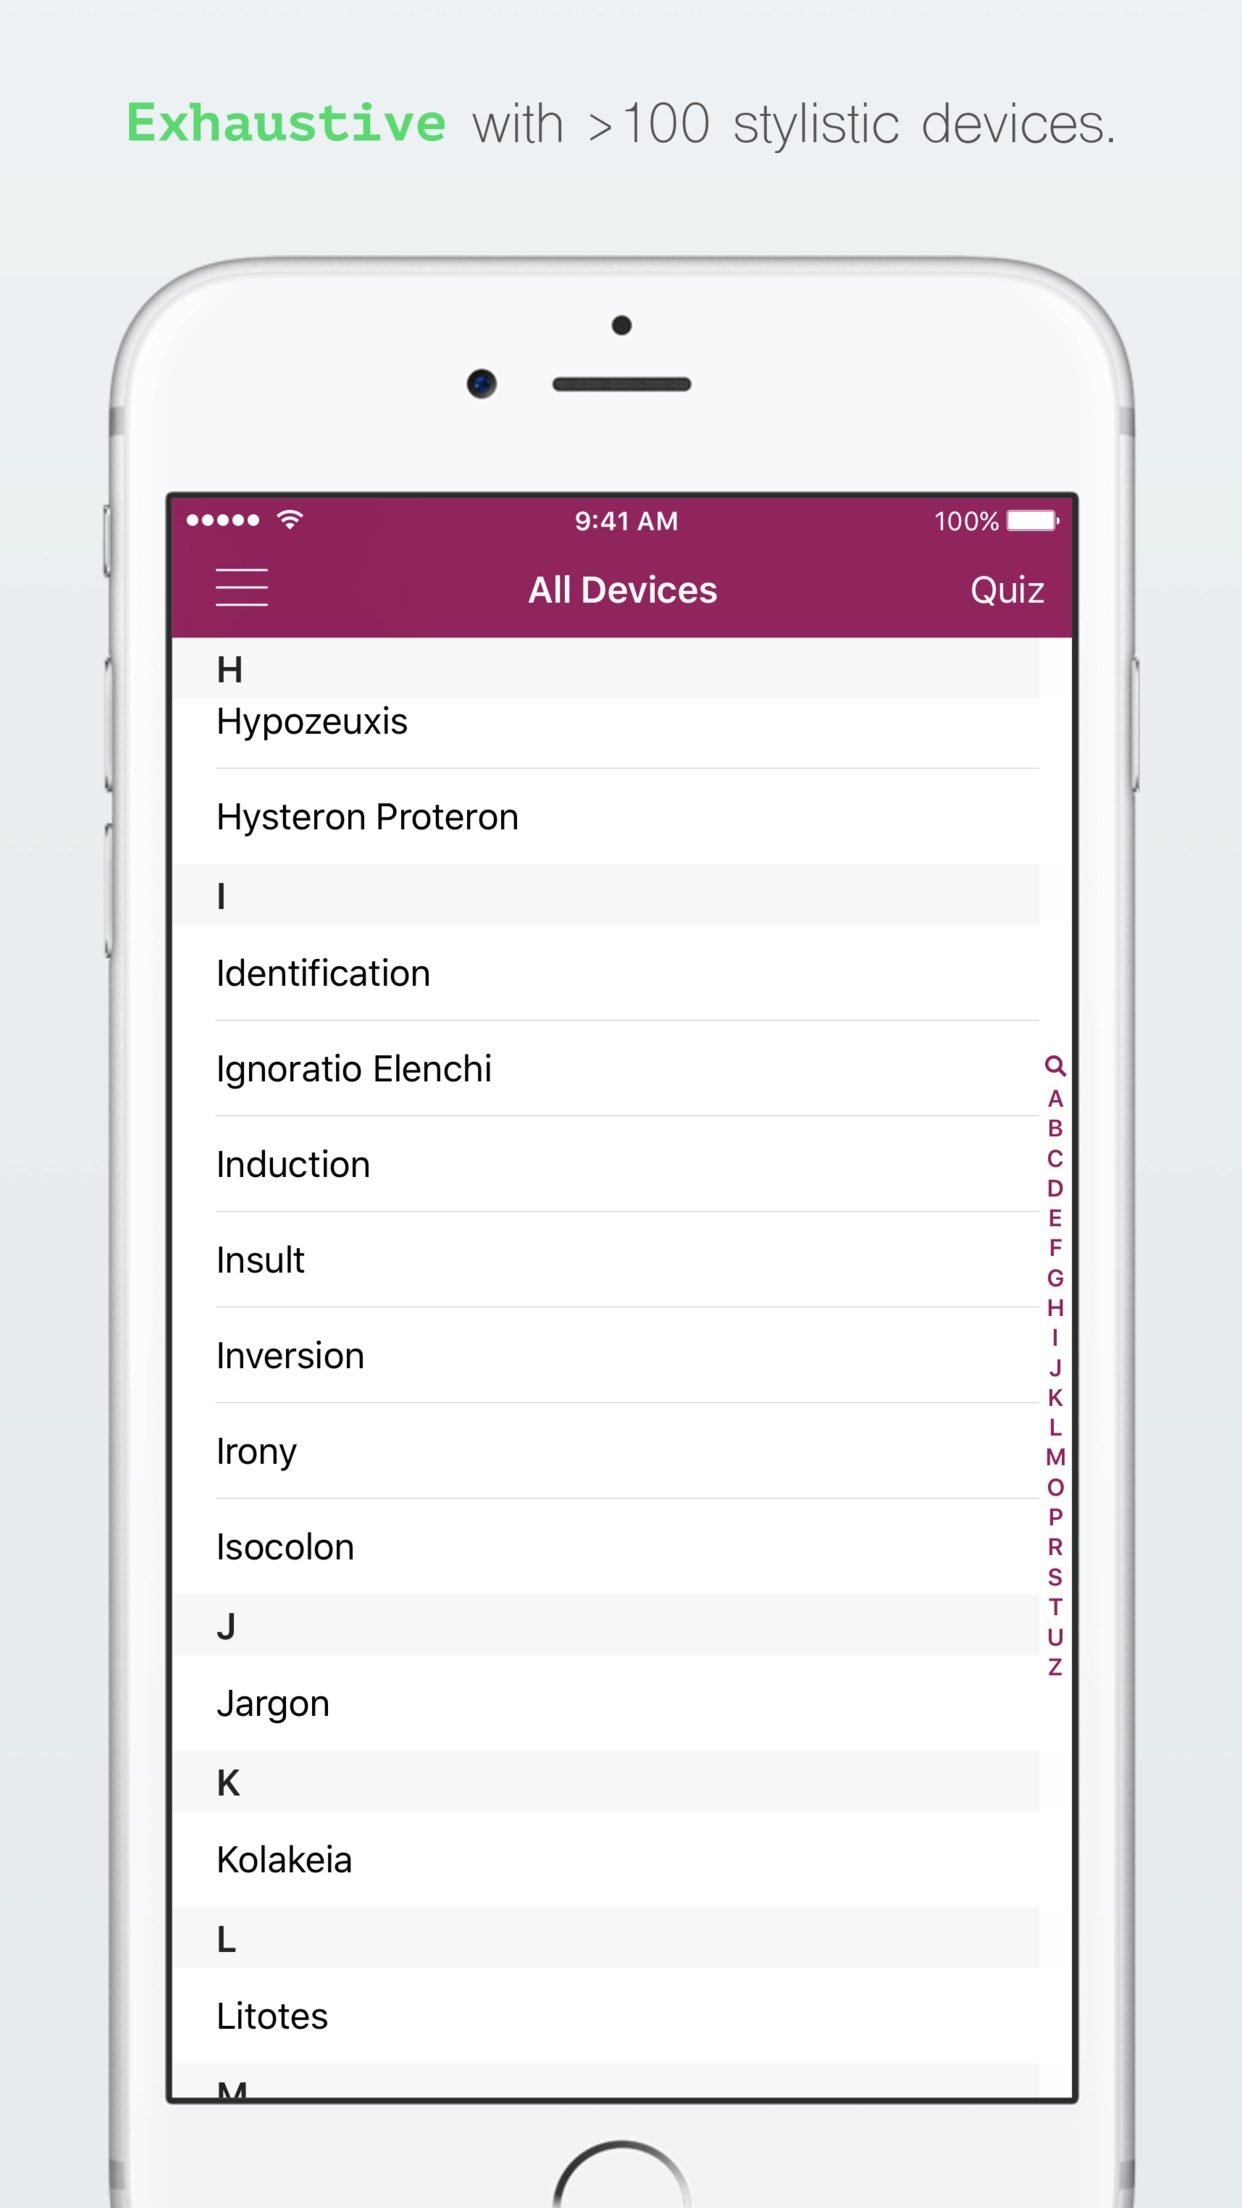 Exhaustive with >100 stylistic devices.
9:41 AM
100%
All Devices
Quiz
H
Hypozeuxis
Hysteron Proteron
I
Identification
Ignoratio Elenchi
Induction
Insult
Inversion
Irony
Isocolon
J
Jargon
K
Kolakeia
L
Litotes
M
A
B
C
D
E
F
G
H
I
J
K
L
M
O
P
R
S
T
U
Z